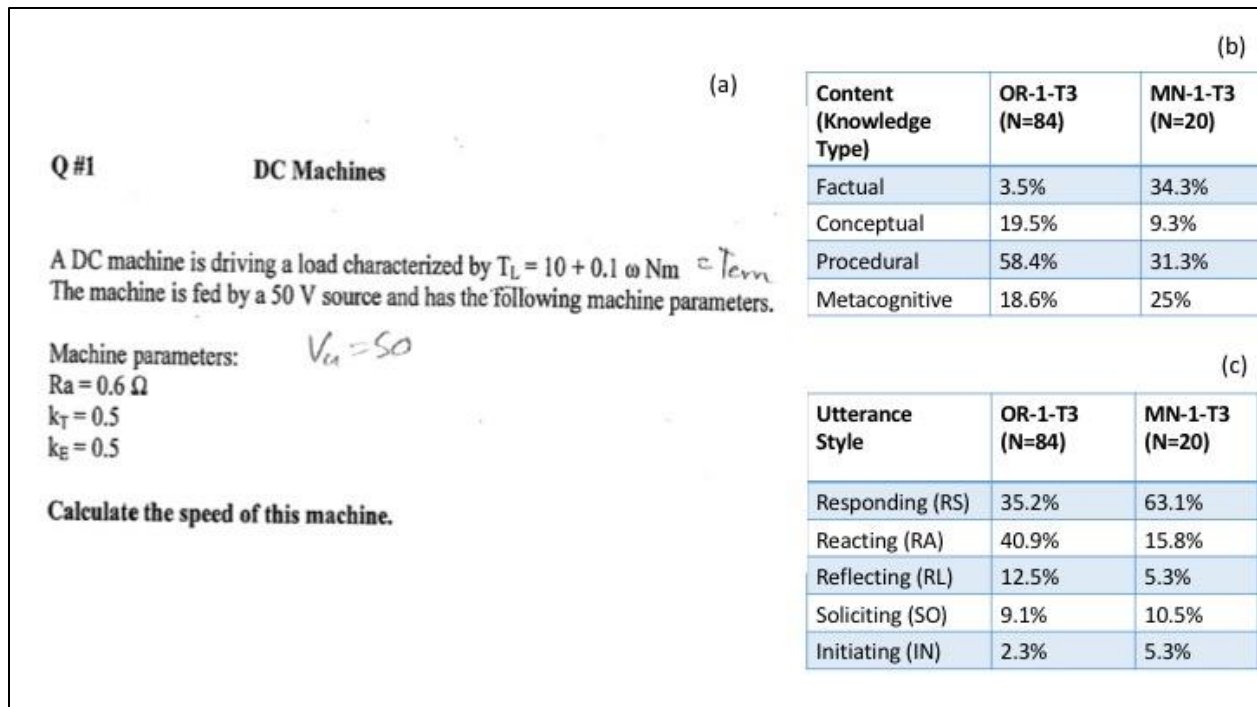 (a)
Q #1 DC Machines
A DC machine is driving a load characterized by T_L = 10 + 0.1 ω Nm = Tem
The machine is fed by a 50 V source and has the following machine parameters.
Machine parameters: Va = 50
Ra = 0.6 Ω
k_T = 0.5
k_E = 0.5
Calculate the speed of this machine.
(b)
Content (Knowledge Type) OR-1-T3 (N=84) MN-1-T3 (N=20)
Factual 3.5% 34.3%
Conceptual 19.5% 9.3%
Procedural 58.4% 31.3%
Metacognitive 18.6% 25%
(c)
Utterance Style OR-1-T3 (N=84) MN-1-T3 (N=20)
Responding (RS) 35.2% 63.1%
Reacting (RA) 40.9% 15.8%
Reflecting (RL) 12.5% 5.3%
Soliciting (SO) 9.1% 10.5%
Initiating (IN) 2.3% 5.3%